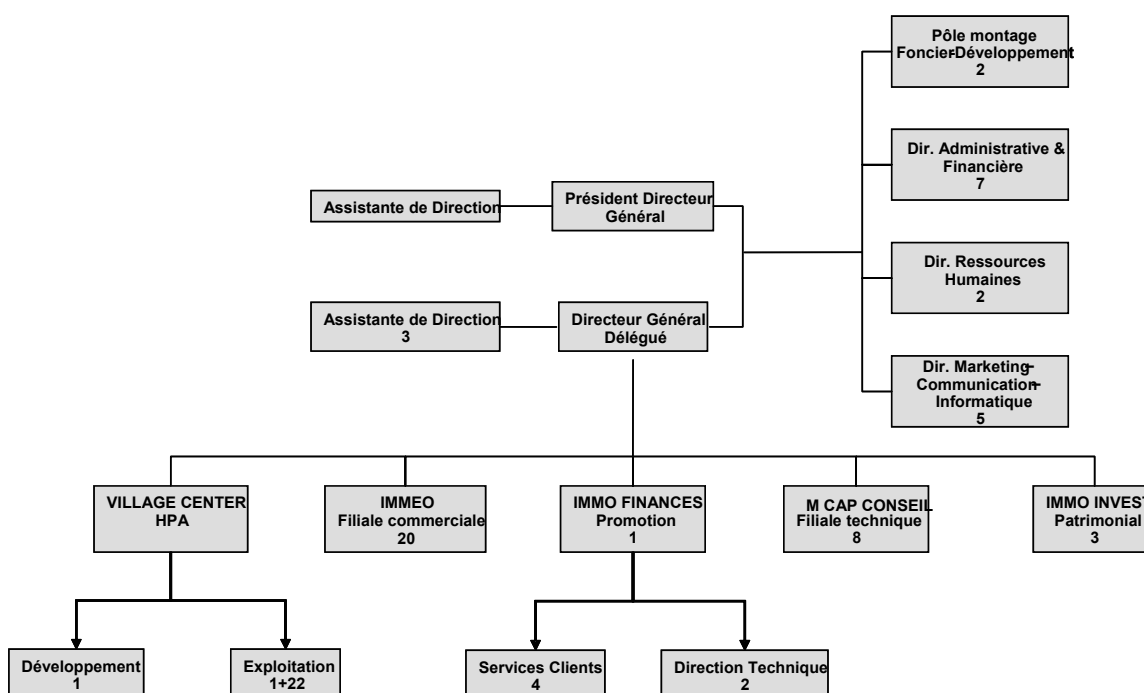 Pôle montage
Foncier-Développement
2
Dir. Administrative &
Financière
7
Assistante de Direction
Président Directeur
Général
Dir. Ressources
Humaines
2
Assistante de Direction
3
Directeur Général
Délégué
Dir. Marketing–
Communication–
Informatique
5
VILLAGE CENTER
HPA
IMMEO
Filiale commerciale
20
IMMO FINANCES
Promotion
1
M CAP CONSEIL
Filiale technique
8
IMMO INVEST
Patrimonial
3
Développement
1
Exploitation
1+22
Services Clients
4
Direction Technique
2